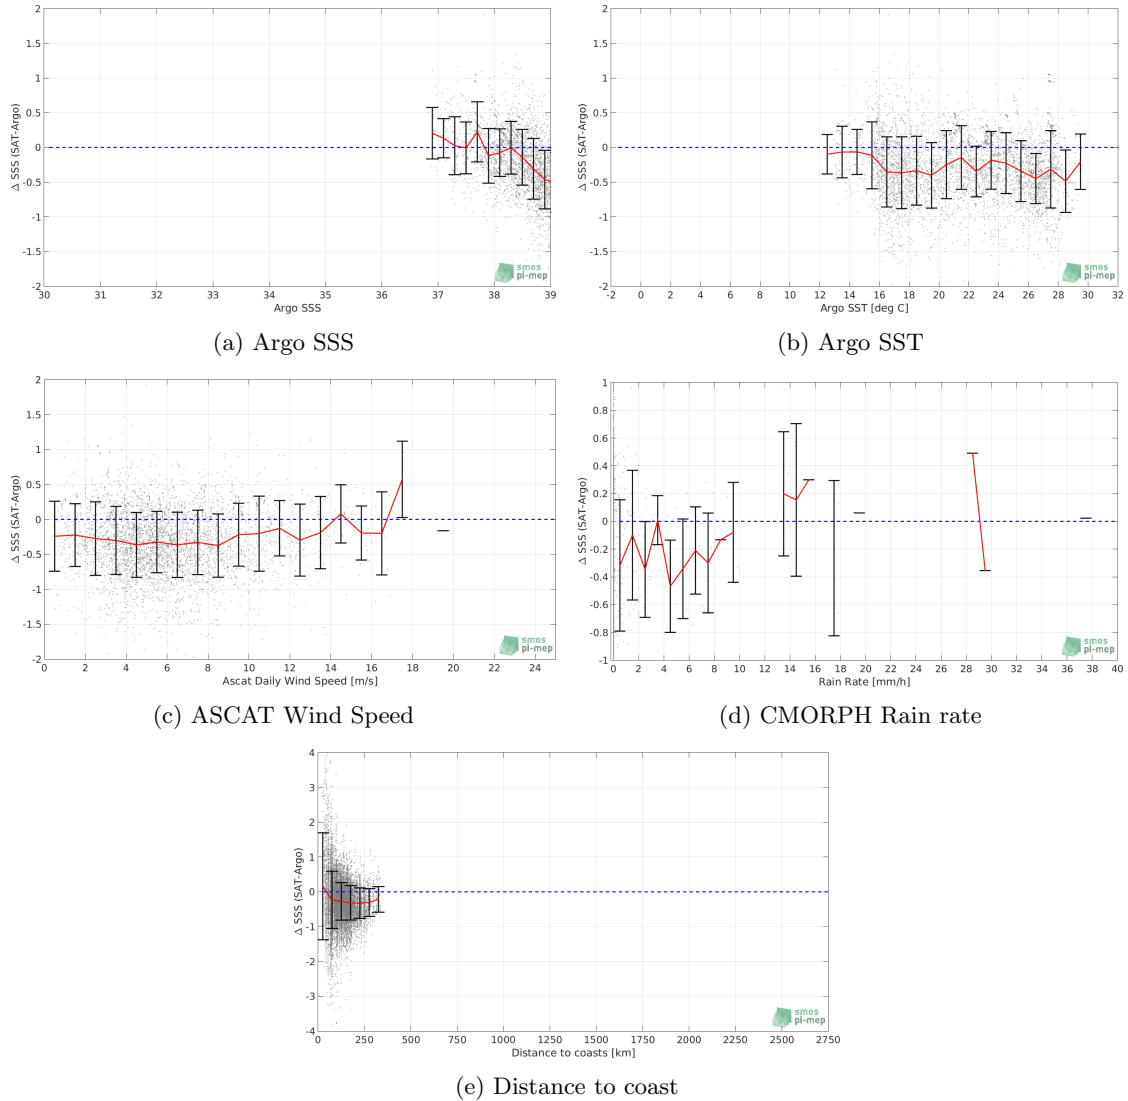 2
1.5
1
0.5
0
-0.5
-1
-1.5
-2
Δ SSS (SAT-Argo)
30 31 32 33 34 35 36 37 38 39
Argo SSS
smos
pi-mep
(a) Argo SSS
2
1.5
1
0.5
0
-0.5
-1
-1.5
-2
Δ SSS (SAT-Argo)
-2 0 2 4 6 8 10 12 14 16 18 20 22 24 26 28 30 32
Argo SST [deg C]
smos
pi-mep
(b) Argo SST
2
1.5
1
0.5
0
-0.5
-1
-1.5
-2
Δ SSS (SAT-Argo)
0 2 4 6 8 10 12 14 16 18 20 22 24
Ascat Daily Wind Speed [m/s]
smos
pi-mep
(c) ASCAT Wind Speed
1
0.8
0.6
0.4
0.2
0
-0.2
-0.4
-0.6
-0.8
-1
Δ SSS (SAT-Argo)
0 2 4 6 8 10 12 14 16 18 20 22 24 26 28 30 32 34 36 38 40
Rain Rate [mm/h]
smos
pi-mep
(d) CMORPH Rain rate
4
3
2
1
0
-1
-2
-3
-4
Δ SSS (SAT-Argo)
0 250 500 750 1000 1250 1500 1750 2000 2250 2500 2750
Distance to coasts [km]
smos
pi-mep
(e) Distance to coast